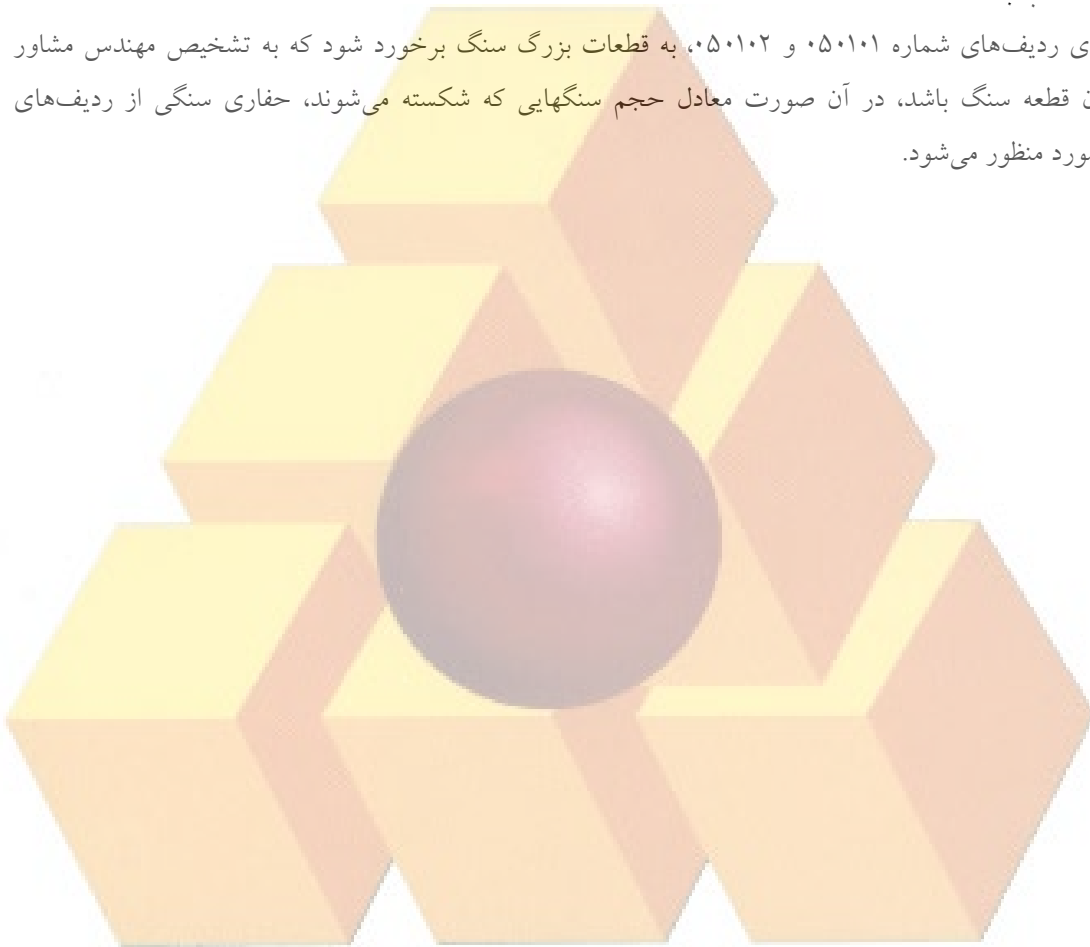 ی ردیف‌های شماره ۰۵۰۱۰۱ و ۰۵۰۱۰۲، به قطعات بزرگ سنگ برخورد شود که به تشخیص مهندس مشاور
ن قطعه سنگ باشد، در آن صورت معادل حجم سنگهایی که شکسته می‌شوند، حفاری سنگی از ردیف‌های
ورد منظور می‌شود.